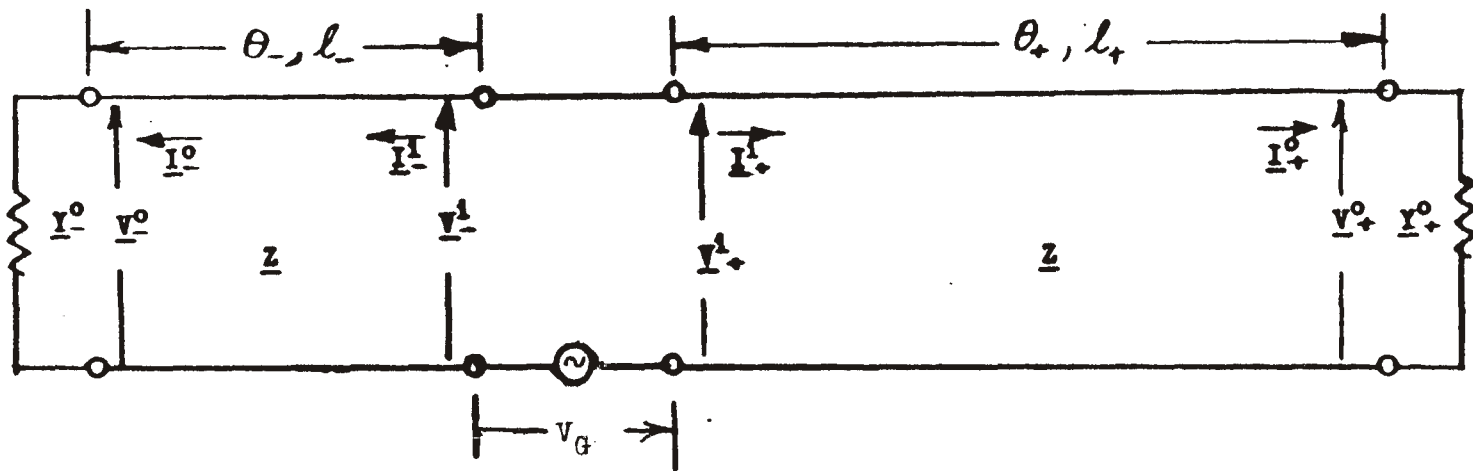 θ₋, l₋ θ₊, l₊
I⁰₋ I¹₋ I¹₊ I⁰₊
Y⁰₋ V⁰₋ Z V¹₋ V¹₊ Z V⁰₊ Y⁰₊
~
V_G